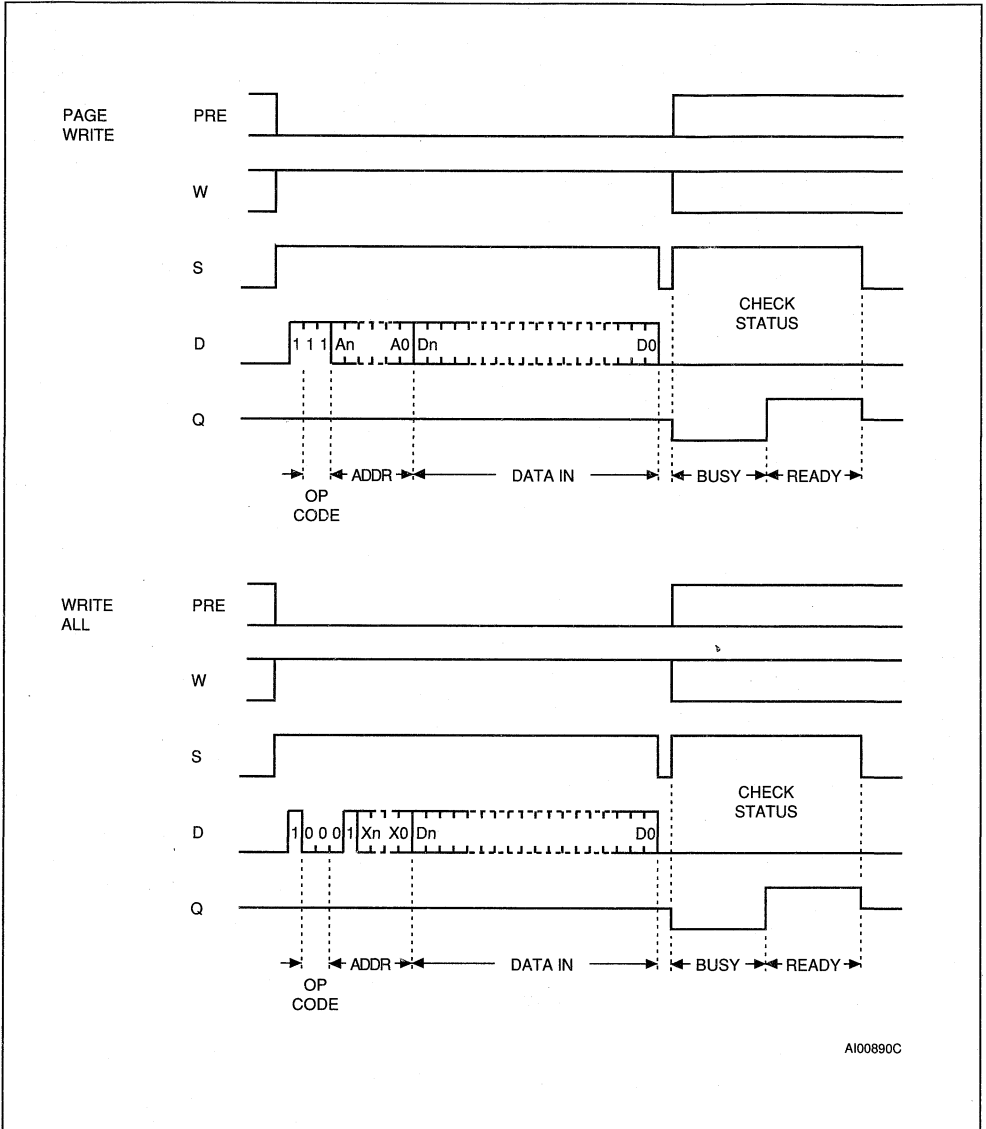 PAGE WRITE
PRE
W
S
CHECK STATUS
D
1 1 1 An A0 Dn D0
Q
OP CODE
ADDR
DATA IN
BUSY
READY
WRITE ALL
PRE
W
S
CHECK STATUS
D
1 0 0 0 1 Xn X0 Dn D0
Q
OP CODE
ADDR
DATA IN
BUSY
READY
AI00890C